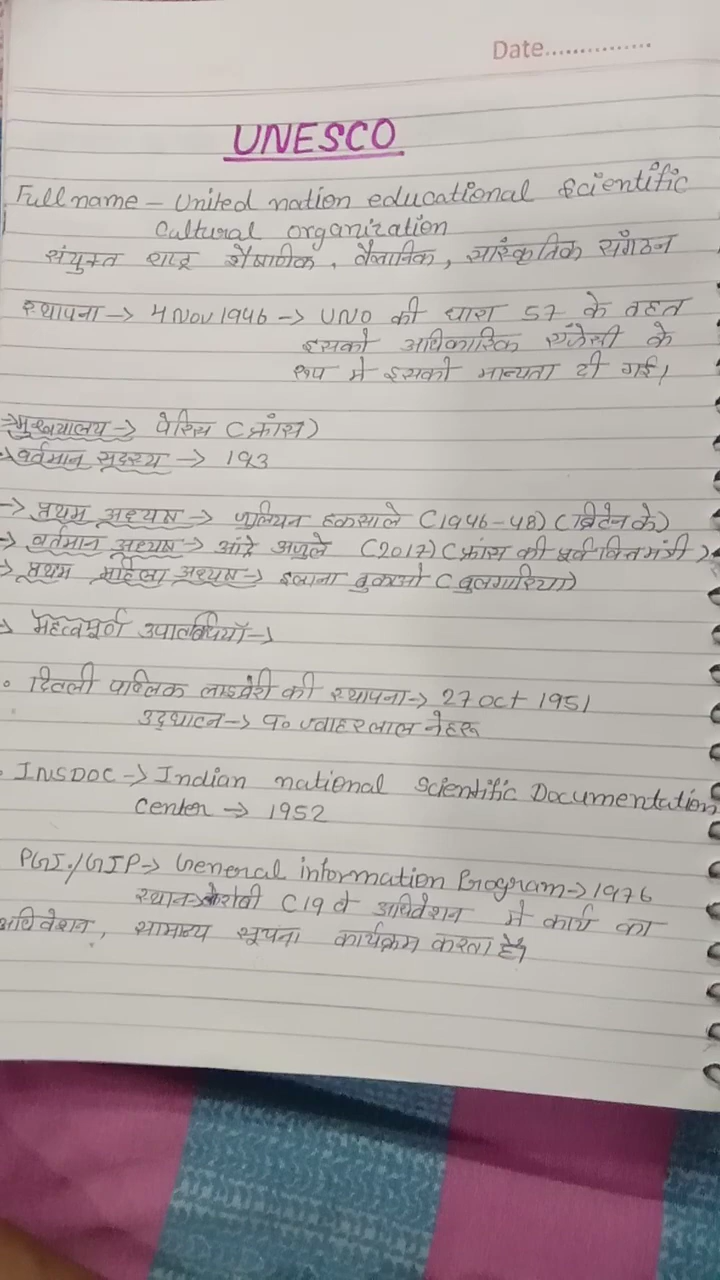 Date...............
UNESCO
Full name - United nation educational Scientific
Cultural organization
संयुक्त राष्ट्र शैषाणिक, वैज्ञानिक, सांस्कृतिक संगठन
स्थापना → 4 Nov 1946 → UNO की धारा 57 के तहत
इसको अधिकारिक एजेंसी के
रूप मे इसको मान्यता दी गई।
→ मुख्यालय → पेरिस (फ्रांस)
→ वर्तमान सदस्य → 193
→ प्रथम अध्यक्ष → जुलियन हकसाले (1946-48) (ब्रिटेन के)
→ वर्तमान अध्यक्ष → आंद्रे अजुले (2017) (फ्रांस की पूर्व वित्तमंत्री)
→ प्रथम महिला अध्यक्ष → इलाना बुकाभो (बुलगारिया)
→ महत्वपूर्ण उपलब्धियाँ →
• दिल्ली पब्लिक लाइब्रेरी की स्थापना → 27 oct 1951
उद्घाटन → प० जवाहरलाल नेहरू
• INSDOC → Indian national Scientific Documentation
Center → 1952
PGI./GIP → General information Program → 1976
स्थान → केरोबी (19 वे अधिवेशन मे कार्य का
अधिवेशन, सामान्य सूचना कार्यक्रम करता है।